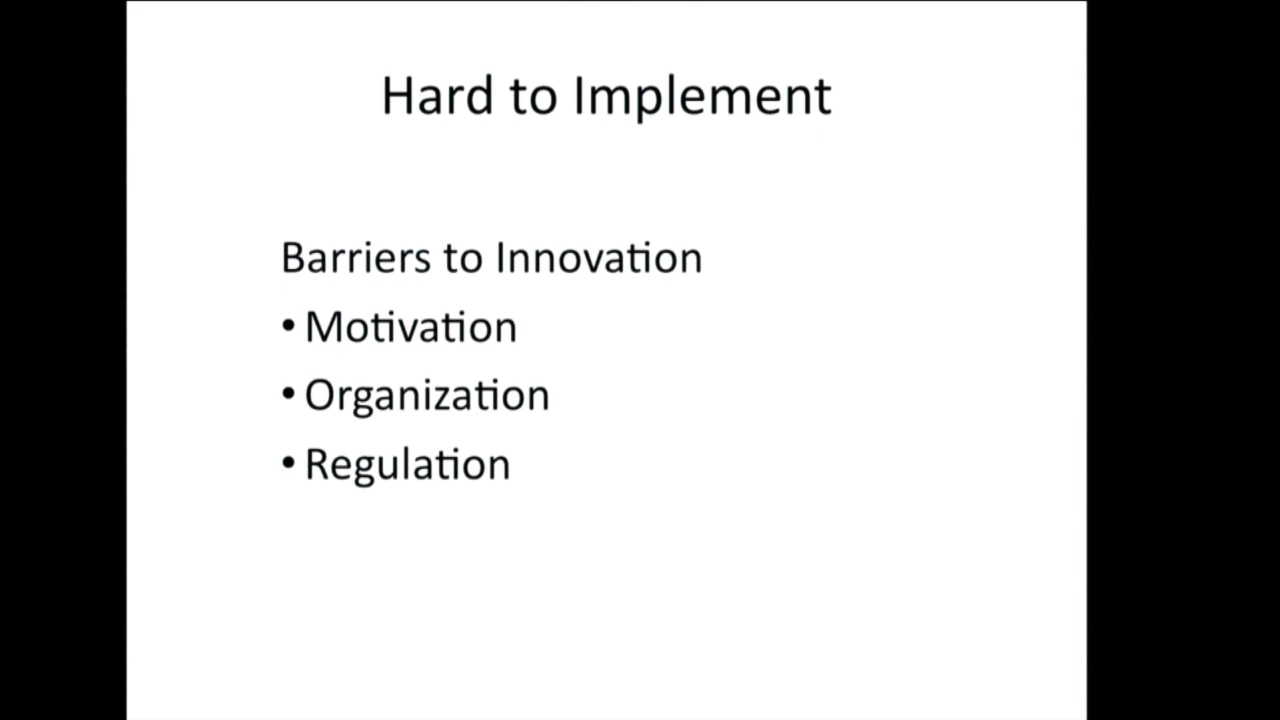 Hard to Implement
Barriers to Innovation
• Motivation
• Organization
• Regulation